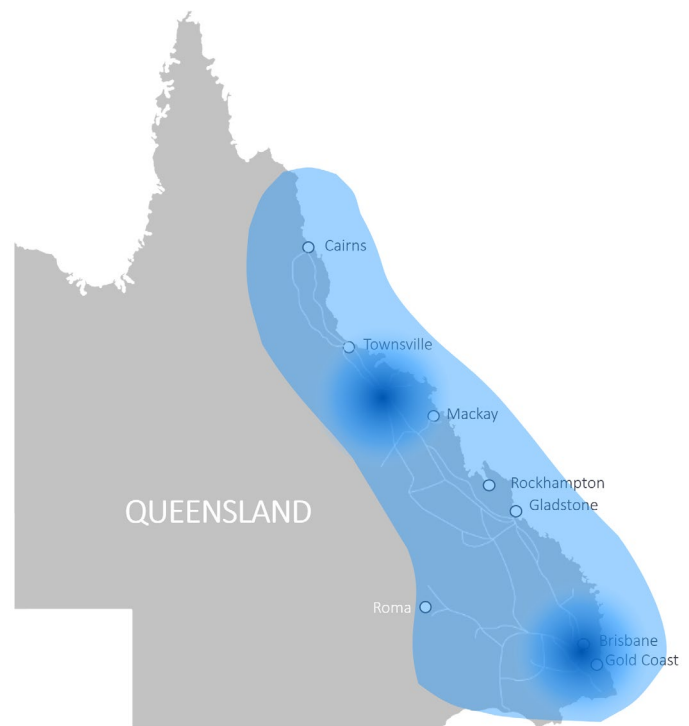 Cairns
Townsville
Mackay
Rockhampton
Gladstone
QUEENSLAND
Roma
Brisbane
Gold Coast